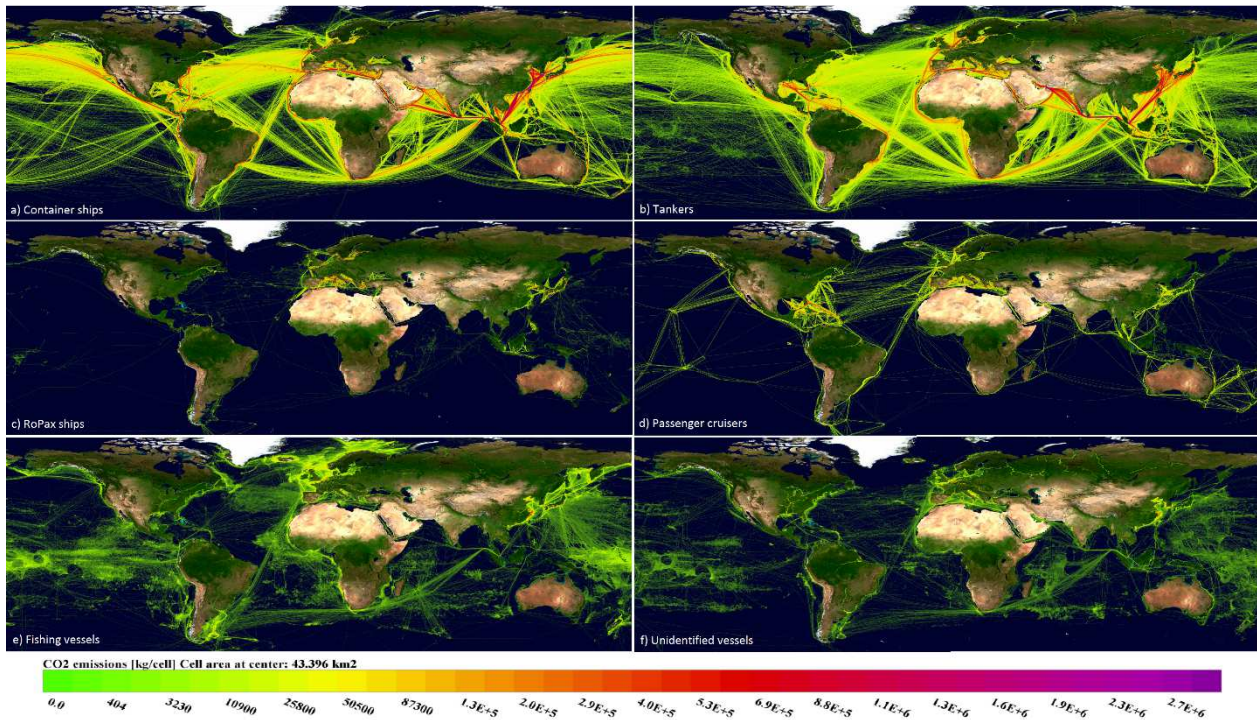 a) Container ships
b) Tankers
c) RoPax ships
d) Passenger cruisers
e) Fishing vessels
f) Unidentified vessels
CO2 emissions [kg/cell] Cell area at center: 43.396 km2
0.0 404 3230 10900 25800 50500 87300 1.3E+5 2.0E+5 2.9E+5 4.0E+5 5.3E+5 6.9E+5 8.8E+5 1.1E+6 1.3E+6 1.6E+6 1.9E+6 2.3E+6 2.7E+6